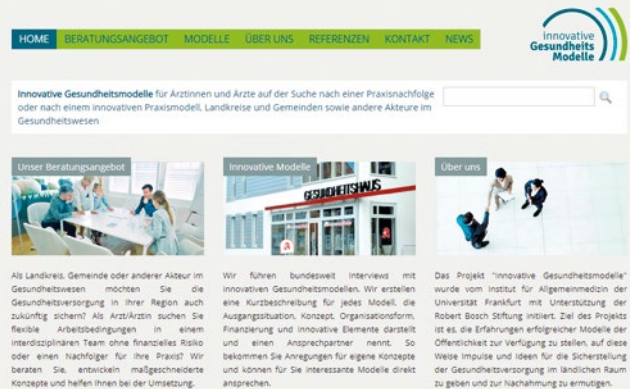 innovative
Gesundheits
Modelle
HOME BERATUNGSANGEBOT MODELLE ÜBER UNS REFERENZEN KONTAKT NEWS
Innovative Gesundheitsmodelle für Ärztinnen und Ärzte auf der Suche nach einer Praxisnachfolge
oder nach einem innovativen Praxismodell, Landkreise und Gemeinden sowie andere Akteure im
Gesundheitswesen
Unser Beratungsangebot
Als Landkreis, Gemeinde oder anderer Akteur im
Gesundheitswesen möchten Sie die
Gesundheitsversorgung in Ihrer Region auch
zukünftig sichern? Als Arzt/Ärztin suchen Sie
flexible Arbeitsbedingungen in einem
interdisziplinären Team ohne finanzielles Risiko
oder einen Nachfolger für Ihre Praxis? Wir
beraten Sie, entwickeln maßgeschneiderte
Konzepte und helfen Ihnen bei der Umsetzung.
Innovative Modelle
GESUNDHEITSHAUS
Wir führen bundesweit Interviews mit
innovativen Gesundheitsmodellen. Wir erstellen
eine Kurzbeschreibung für jedes Modell, die
Ausgangssituation, Konzept, Organisationsform,
Finanzierung und innovative Elemente darstellt
und einen Ansprechpartner nennt. So
bekommen Sie Anregungen für eigene Konzepte
und können für Sie interessante Modelle direkt
ansprechen.
Über uns
Das Projekt "Innovative Gesundheitsmodelle"
wurde vom Institut für Allgemeinmedizin der
Universität Frankfurt mit Unterstützung der
Robert Bosch Stiftung initiiert. Ziel des Projekts
ist es, die Erfahrungen erfolgreicher Modelle der
Öffentlichkeit zur Verfügung zu stellen, auf diese
Weise Impulse und Ideen für die Sicherstellung
der Gesundheitsversorgung im ländlichen Raum
zu geben und zur Nachahmung zu ermutigen.